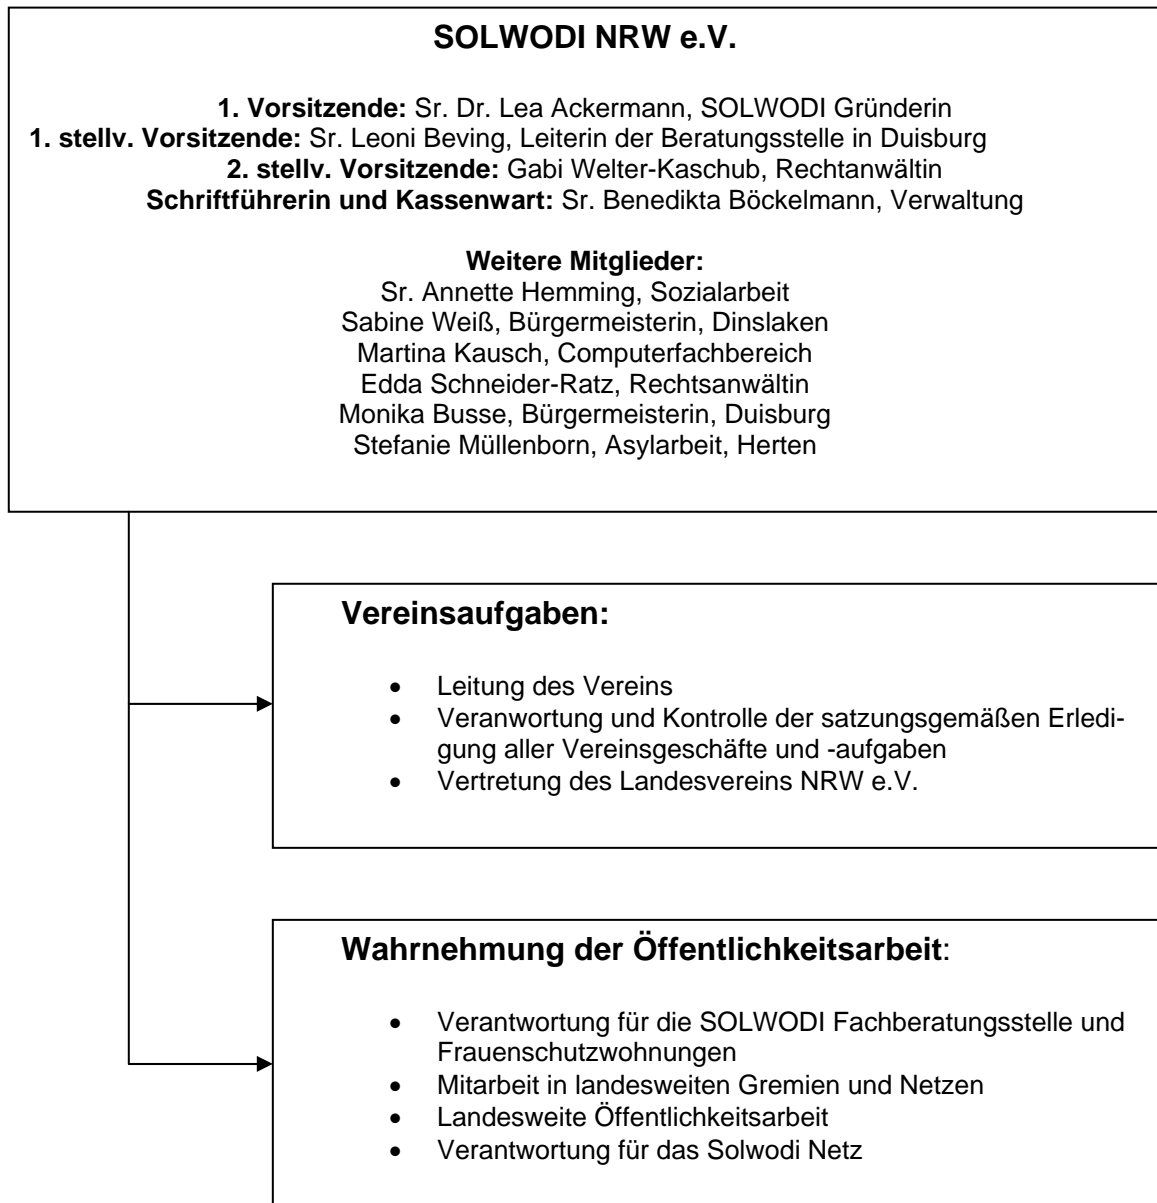 SOLWODI NRW e.V.
1. Vorsitzende: Sr. Dr. Lea Ackermann, SOLWODI Gründerin
1. stellv. Vorsitzende: Sr. Leoni Beving, Leiterin der Beratungsstelle in Duisburg
2. stellv. Vorsitzende: Gabi Welter-Kaschub, Rechtanwältin
Schriftführerin und Kassenwart: Sr. Benedikta Böckelmann, Verwaltung
Weitere Mitglieder:
Sr. Annette Hemming, Sozialarbeit
Sabine Weiß, Bürgermeisterin, Dinslaken
Martina Kausch, Computerfachbereich
Edda Schneider-Ratz, Rechtsanwältin
Monika Busse, Bürgermeisterin, Duisburg
Stefanie Müllenborn, Asylarbeit, Herten
Vereinsaufgaben:
• Leitung des Vereins
• Veranwortung und Kontrolle der satzungsgemäßen Erledi-
gung aller Vereinsgeschäfte und -aufgaben
• Vertretung des Landesvereins NRW e.V.
Wahrnehmung der Öffentlichkeitsarbeit:
• Verantwortung für die SOLWODI Fachberatungsstelle und
Frauenschutzwohnungen
• Mitarbeit in landesweiten Gremien und Netzen
• Landesweite Öffentlichkeitsarbeit
• Verantwortung für das Solwodi Netz